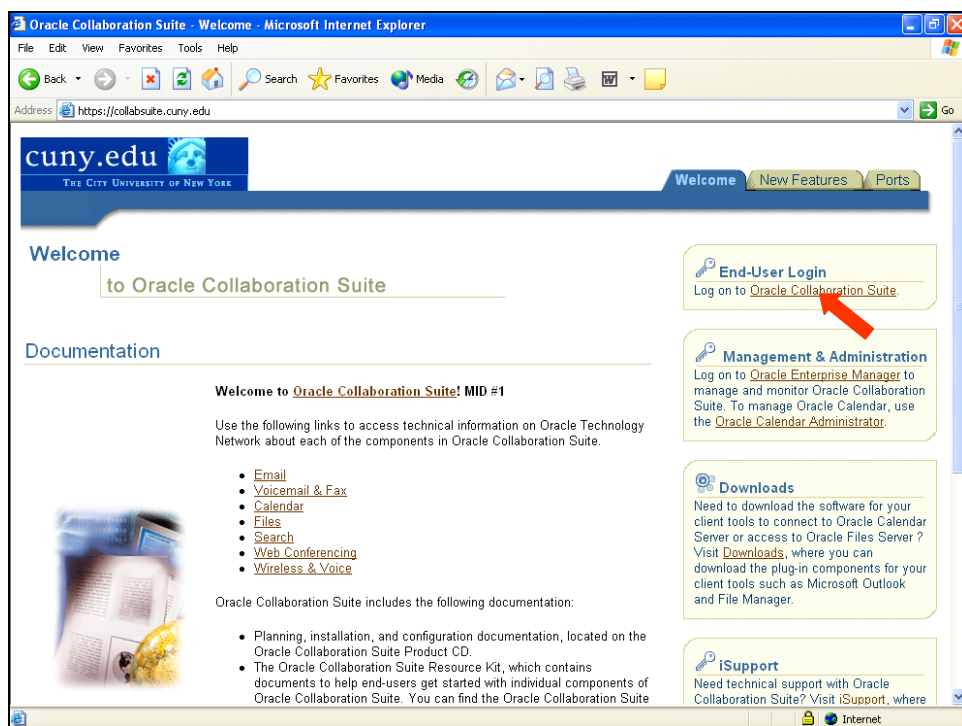 Oracle Collaboration Suite - Welcome - Microsoft Internet Explorer
File Edit View Favorites Tools Help
Back Search Favorites Media
Address https://collabsuite.cuny.edu Go
cuny.edu
THE CITY UNIVERSITY OF NEW YORK
Welcome New Features Ports
Welcome
to Oracle Collaboration Suite
Documentation
Welcome to Oracle Collaboration Suite! MID #1
Use the following links to access technical information on Oracle Technology
Network about each of the components in Oracle Collaboration Suite.
Email
Voicemail & Fax
Calendar
Files
Search
Web Conferencing
Wireless & Voice
Oracle Collaboration Suite includes the following documentation:
Planning, installation, and configuration documentation, located on the
Oracle Collaboration Suite Product CD.
The Oracle Collaboration Suite Resource Kit, which contains
documents to help end-users get started with individual components of
Oracle Collaboration Suite. You can find the Oracle Collaboration Suite
End-User Login
Log on to Oracle Collaboration Suite.
Management & Administration
Log on to Oracle Enterprise Manager to
manage and monitor Oracle Collaboration
Suite. To manage Oracle Calendar, use
the Oracle Calendar Administrator.
Downloads
Need to download the software for your
client tools to connect to Oracle Calendar
Server or access to Oracle Files Server ?
Visit Downloads, where you can
download the plug-in components for your
client tools such as Microsoft Outlook
and File Manager.
iSupport
Need technical support with Oracle
Collaboration Suite? Visit iSupport, where
Internet